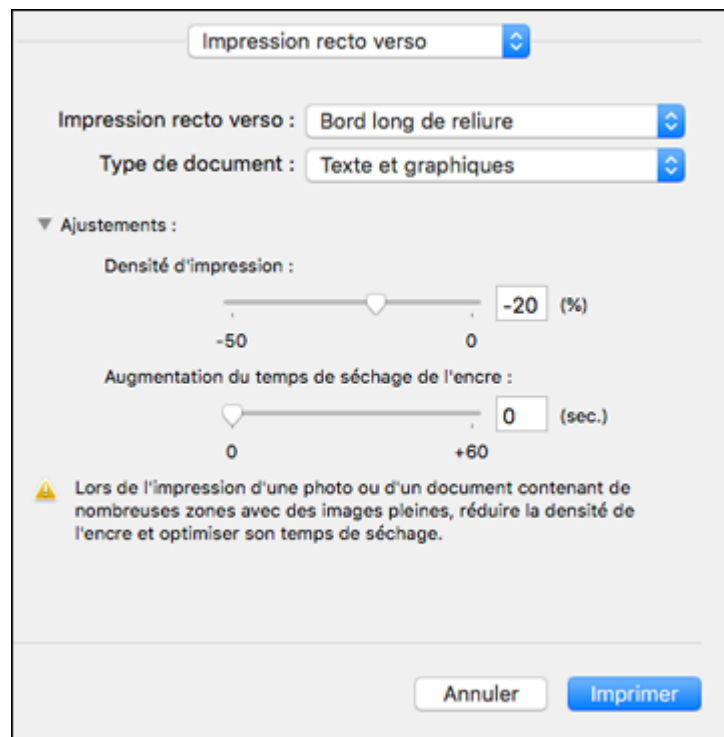 Impression recto verso
Impression recto verso : Bord long de reliure
Type de document : Texte et graphiques
Ajustements :
Densité d'impression :
-20 (%)
-50 0
Augmentation du temps de séchage de l'encre :
0 (sec.)
0 +60
Lors de l'impression d'une photo ou d'un document contenant de
nombreuses zones avec des images pleines, réduire la densité de
l'encre et optimiser son temps de séchage.
Annuler Imprimer